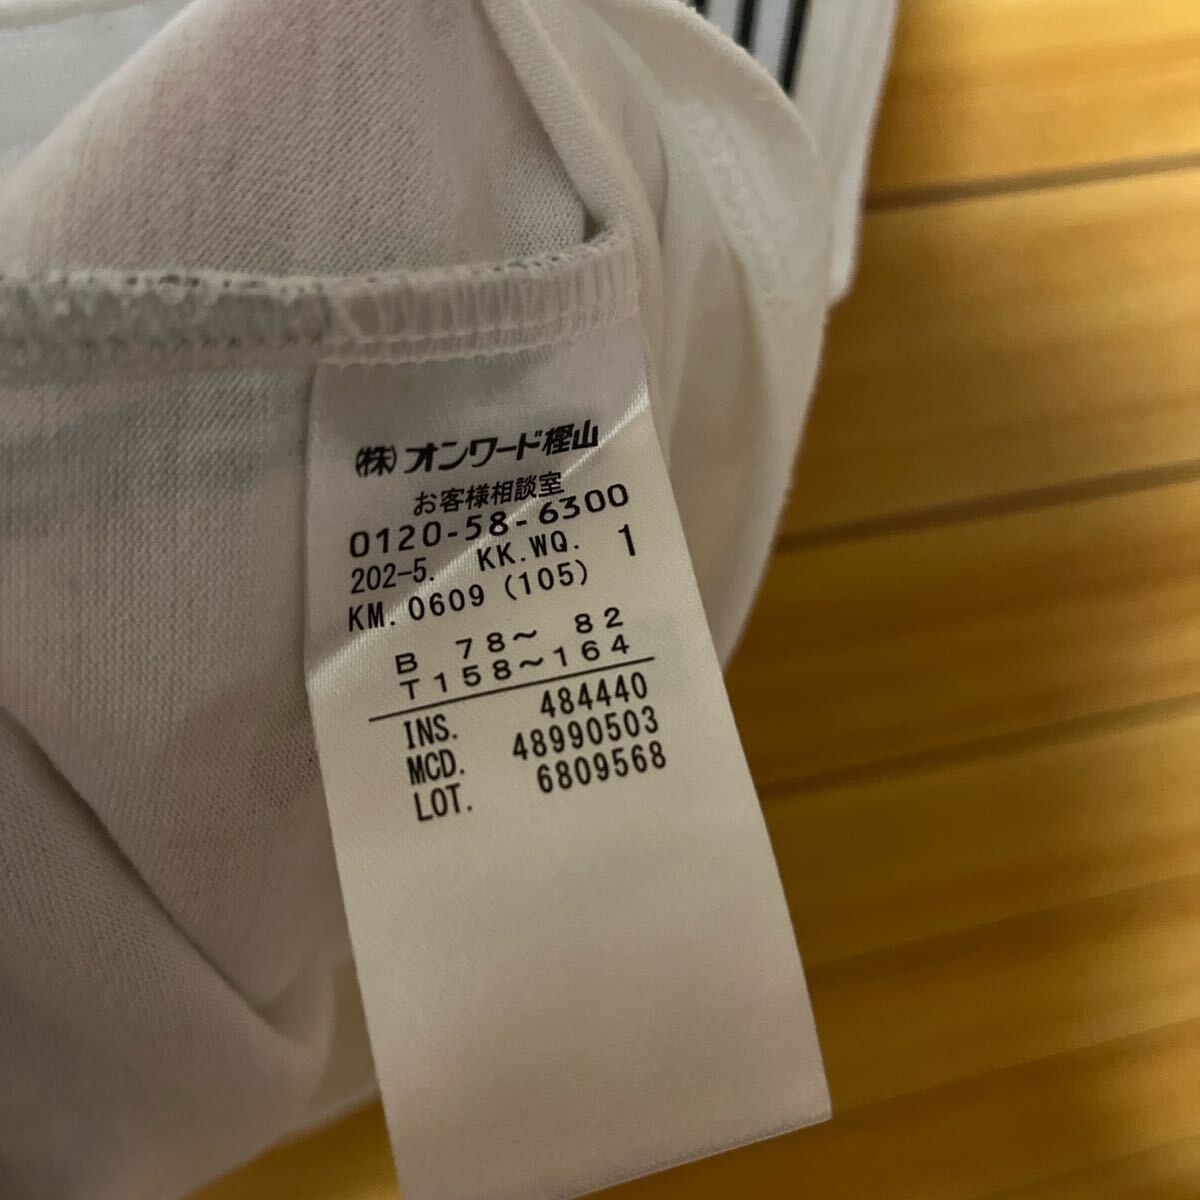 ㈱オンワード樫山
お客様相談室
0120-58-6300
202-5. KK.WQ. 1
KM. 0609 (105)
B 78～ 82
T158～164
INS. 484440
MCD. 48990503
LOT. 6809568